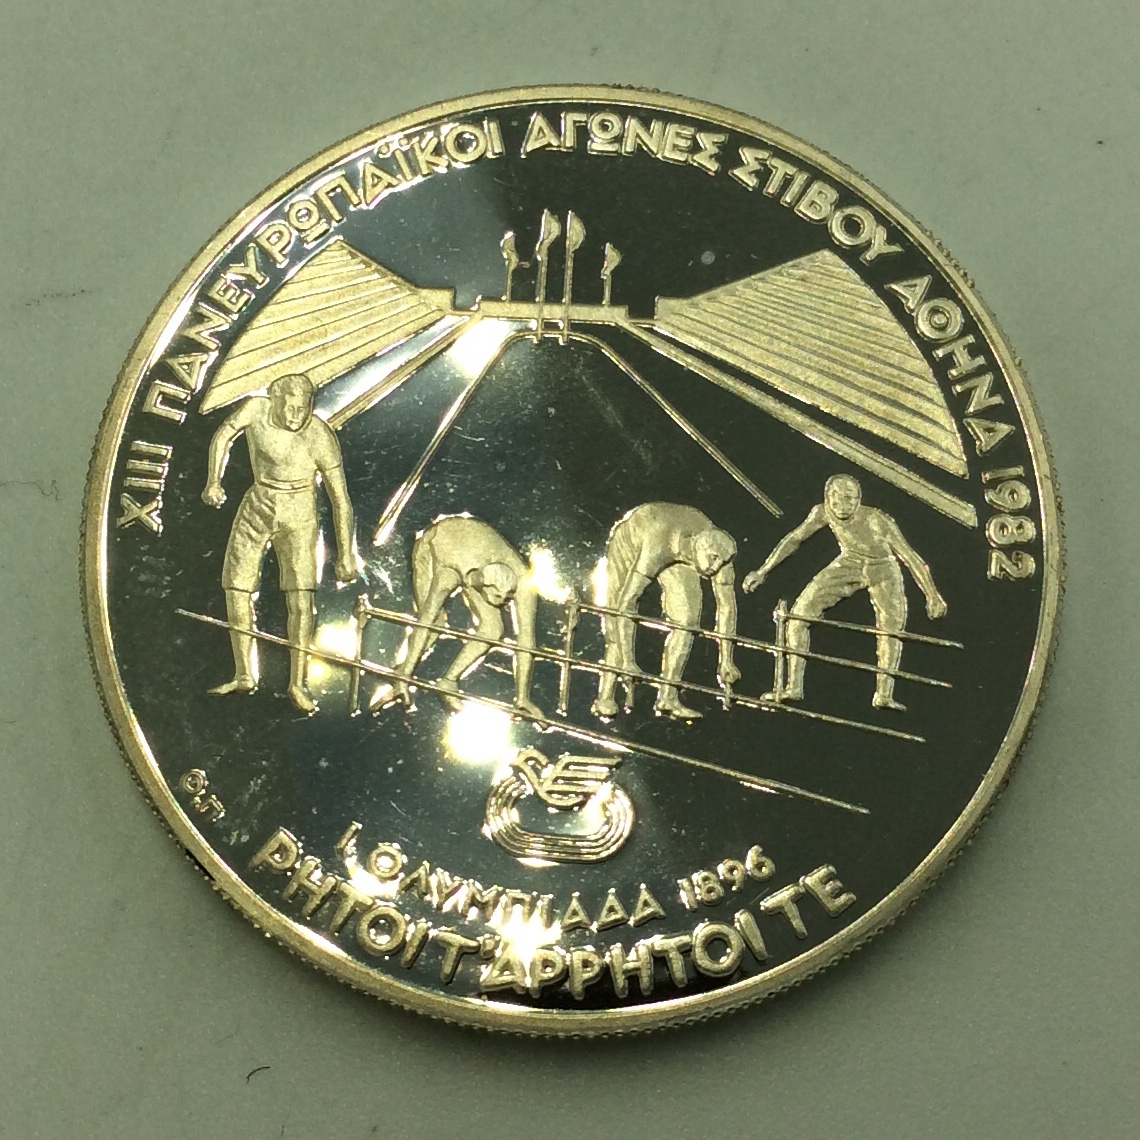 XIII ΠΑΝΕΥΡΩΠΑΪΚΟΙ ΑΓΩΝΕΣ ΣΤΙΒΟΥ ΑΘΗΝΑ 1982
Θ.Π.
I ΟΛΥΜΠΙΑΔΑ 1896
ΡΗΤΟΙ Τ' ΑΡΡΗΤΟΙ ΤΕ